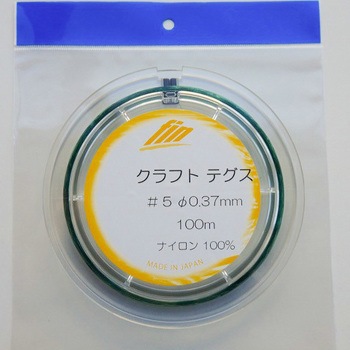 fin
クラフト テグス
#5 φ0.37mm
100m
ナイロン 100%
MADE IN JAPAN